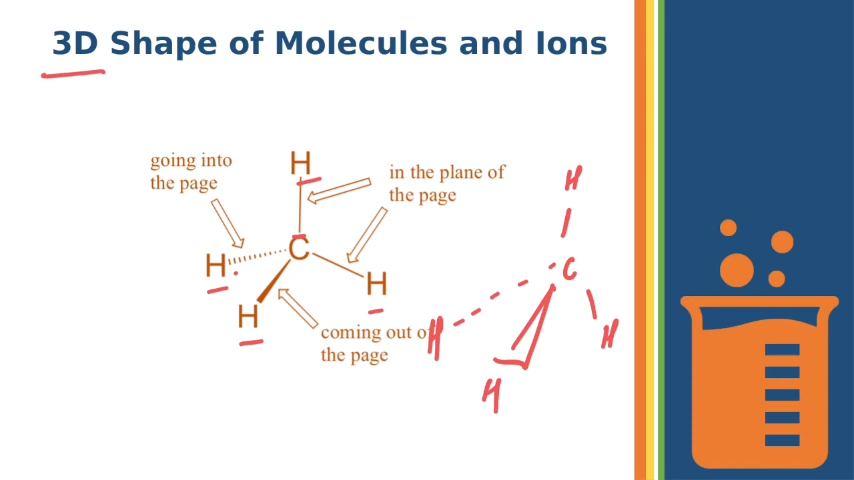 3D Shape of Molecules and Ions
going into
the page
H
in the plane of
the page
H
C
H
H
H
coming out of
the page
H
C
H
H
H